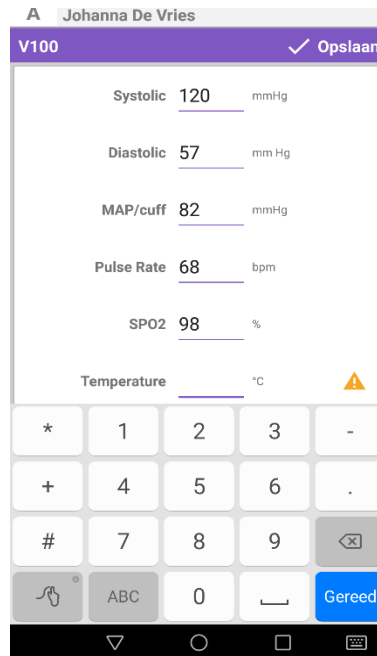 A Johanna De Vries
V100 Opslaan
Systolic 120 mmHg
Diastolic 57 mm Hg
MAP/cuff 82 mmHg
Pulse Rate 68 bpm
SPO2 98 %
Temperature °C
* 1 2 3 -
+ 4 5 6 .
# 7 8 9
ABC 0 Gereed